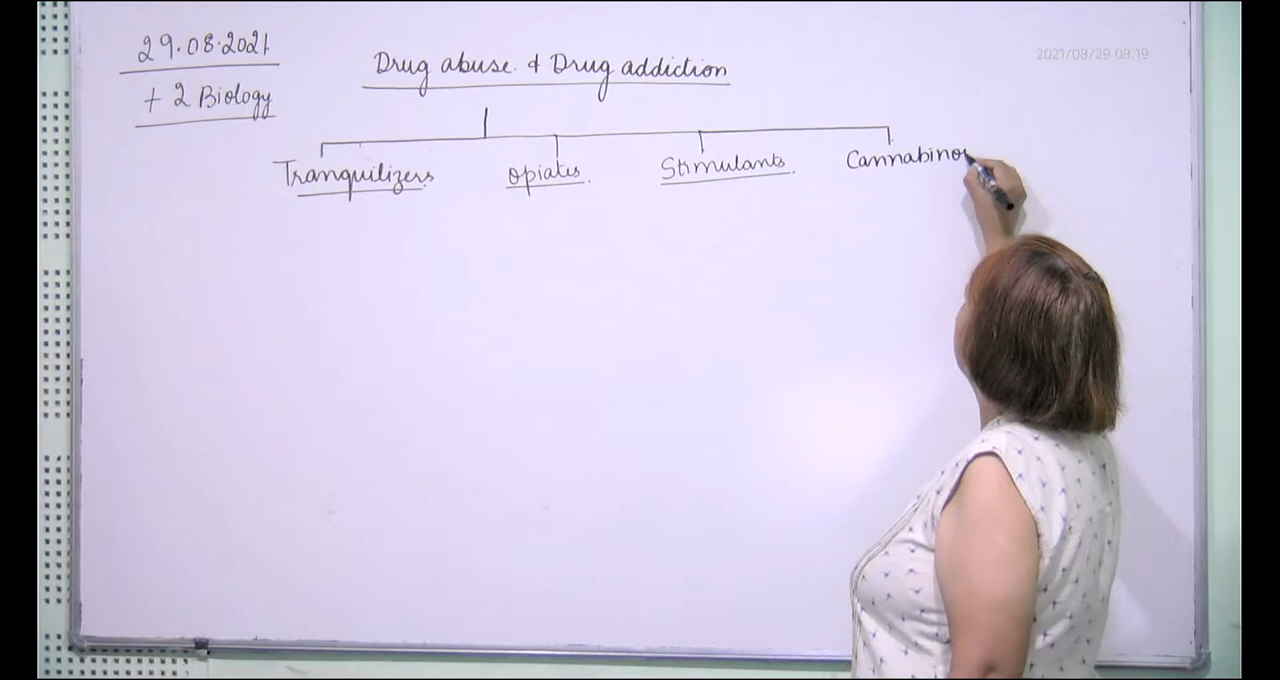 29.08.2021
+ 2 Biology
Drug abuse & Drug addiction
2021/08/29 08:19
Tranquilizers
opiates
Stimulants
Cannabino